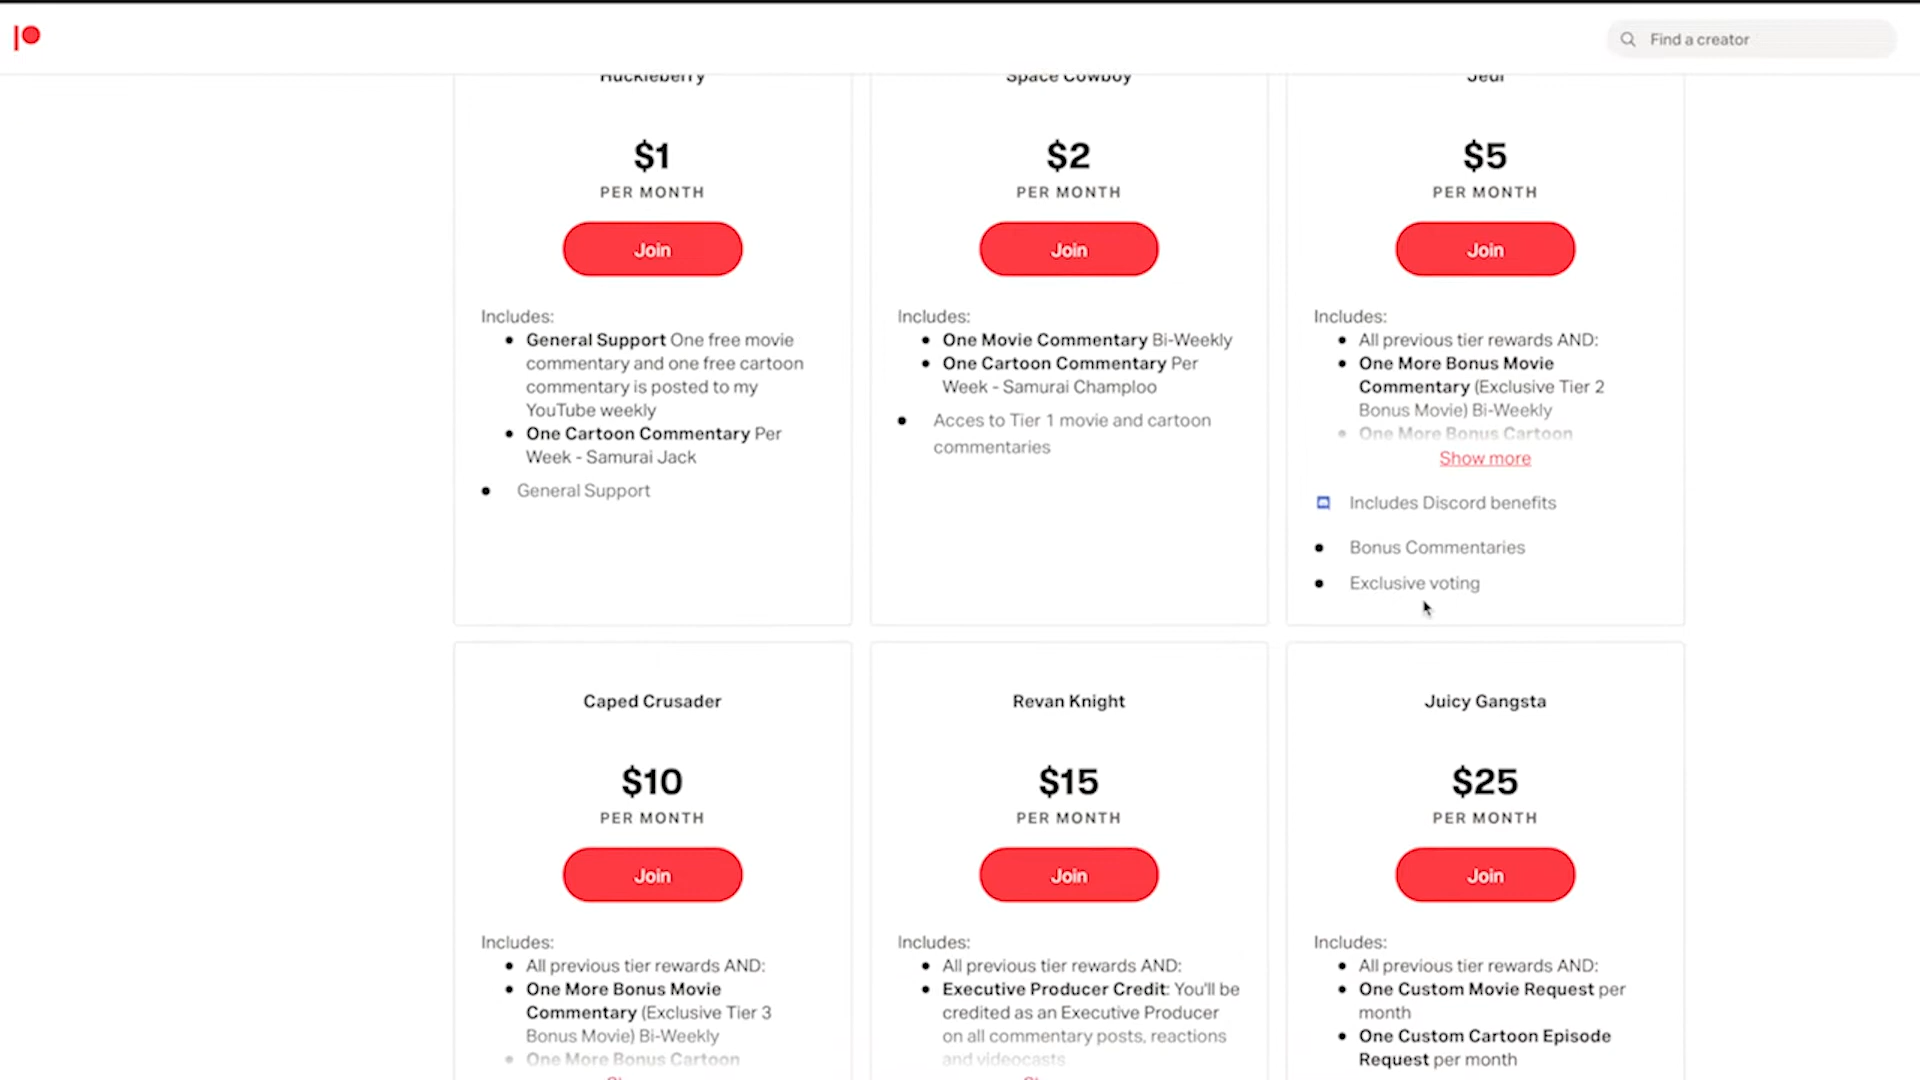 Find a creator
Huckleberry
$1
PER MONTH
Join
Includes:
General Support One free movie
commentary and one free cartoon
commentary is posted to my
YouTube weekly
One Cartoon Commentary Per
Week - Samurai Jack
General Support
Space Cowboy
$2
PER MONTH
Join
Includes:
One Movie Commentary Bi-Weekly
One Cartoon Commentary Per
Week - Samurai Champloo
Acces to Tier 1 movie and cartoon
commentaries
Jedi
$5
PER MONTH
Join
Includes:
All previous tier rewards AND:
One More Bonus Movie
Commentary (Exclusive Tier 2
Bonus Movie) Bi-Weekly
One More Bonus Cartoon
Show more
Includes Discord benefits
Bonus Commentaries
Exclusive voting
Caped Crusader
$10
PER MONTH
Join
Includes:
All previous tier rewards AND:
One More Bonus Movie
Commentary (Exclusive Tier 3
Bonus Movie) Bi-Weekly
One More Bonus Cartoon
Revan Knight
$15
PER MONTH
Join
Includes:
All previous tier rewards AND:
Executive Producer Credit: You'll be
credited as an Executive Producer
on all commentary posts, reactions
and videocasts
Juicy Gangsta
$25
PER MONTH
Join
Includes:
All previous tier rewards AND:
One Custom Movie Request per
month
One Custom Cartoon Episode
Request per month